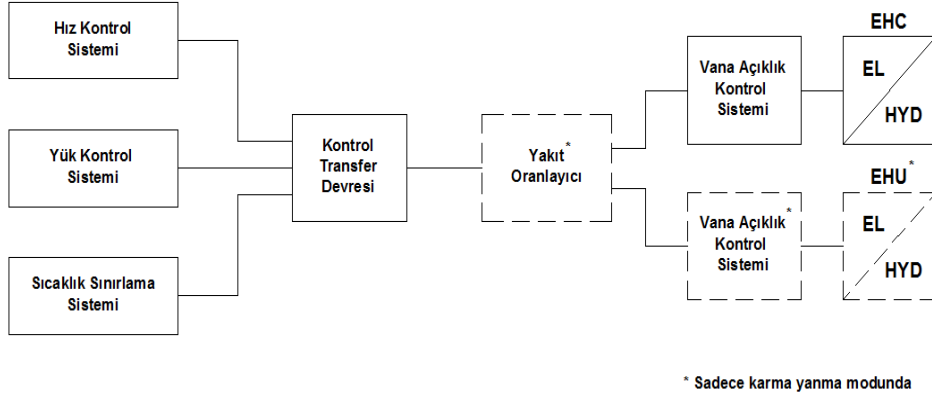 Hız Kontrol
Sistemi
Yük Kontrol
Sistemi
Sıcaklık Sınırlama
Sistemi
Kontrol
Transfer
Devresi
Yakıt*
Oranlayıcı
Vana Açıklık
Kontrol
Sistemi
EHC
EL
HYD
Vana Açıklık*
Kontrol
Sistemi
EHU*
EL
HYD
* Sadece karma yanma modunda